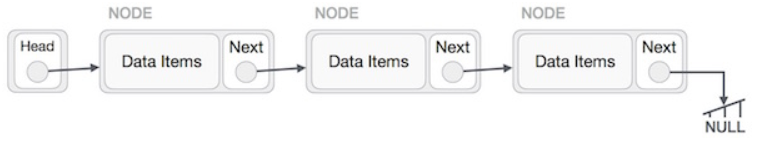 NODE NODE NODE
Head Data Items Next Data Items Next Data Items Next
NULL